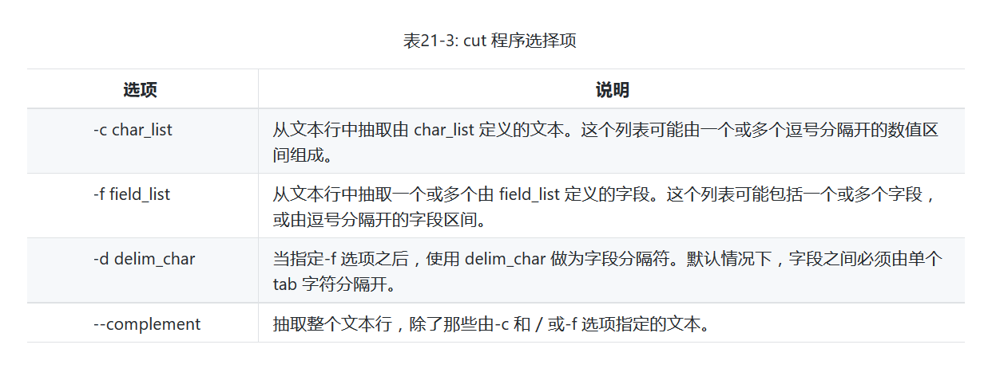 表21-3: cut 程序选择项
选项 说明
-c char_list 从文本行中抽取由 char_list 定义的文本。这个列表可能由一个或多个逗号分隔开的数值区
间组成。
-f field_list 从文本行中抽取一个或多个由 field_list 定义的字段。这个列表可能包括一个或多个字段，
或由逗号分隔开的字段区间。
-d delim_char 当指定-f 选项之后，使用 delim_char 做为字段分隔符。默认情况下，字段之间必须由单个
tab 字符分隔开。
--complement 抽取整个文本行，除了那些由-c 和／或-f 选项指定的文本。